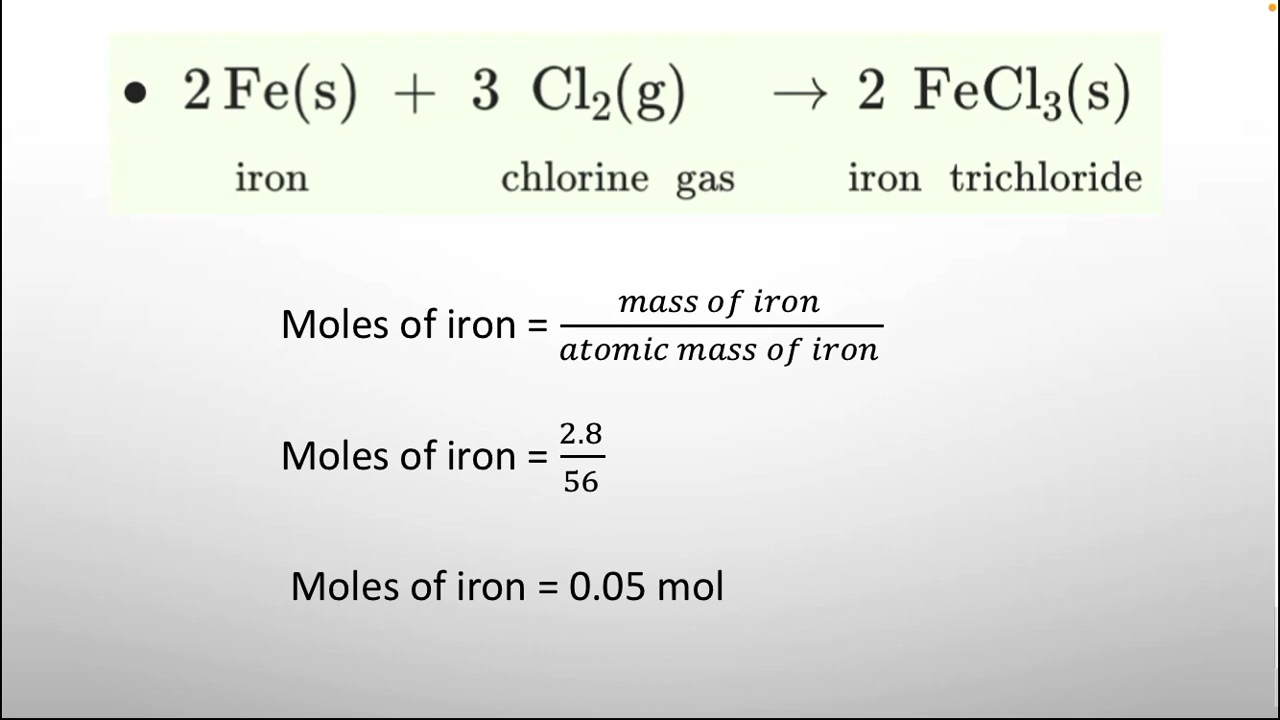 • 2 Fe(s) + 3 Cl₂(g) → 2 FeCl₃(s)
iron chlorine gas iron trichloride
Moles of iron = mass of iron / atomic mass of iron
Moles of iron = 2.8 / 56
Moles of iron = 0.05 mol